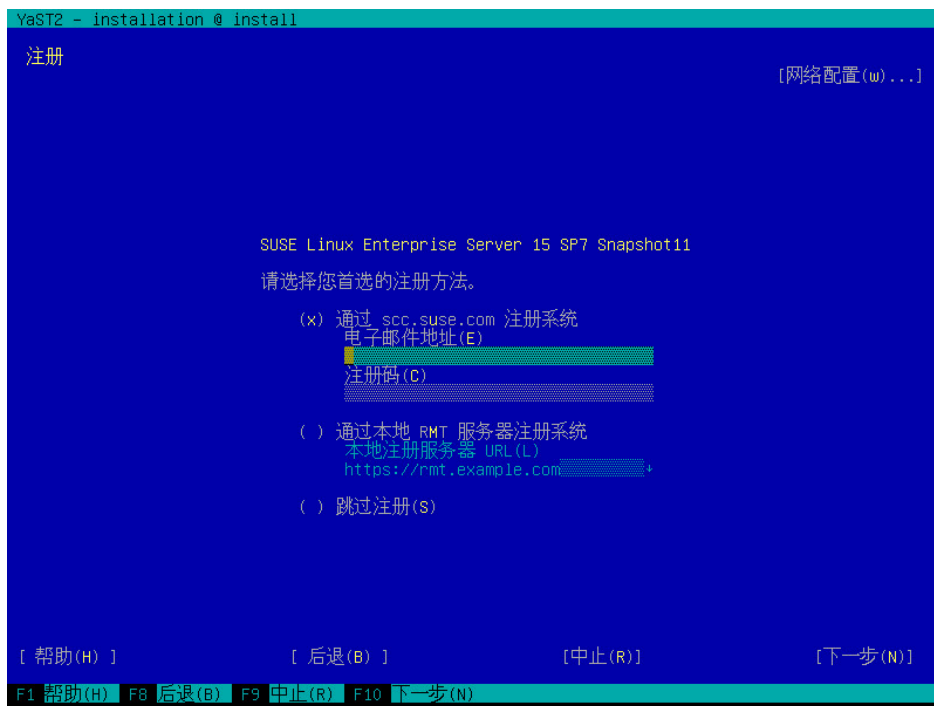 YaST2 - installation @ install
注册
[网络配置(w)...]
SUSE Linux Enterprise Server 15 SP7 Snapshot11
请选择您首选的注册方法。
(x) 通过 scc.suse.com 注册系统
电子邮件地址(E)
注册码(C)
( ) 通过本地 RMT 服务器注册系统
本地注册服务器 URL(L)
https://rmt.example.com
( ) 跳过注册(S)
[ 帮助(H) ] [ 后退(B) ] [中止(R)] [下一步(N)]
F1 帮助(H) F8 后退(B) F9 中止(R) F10 下一步(N)